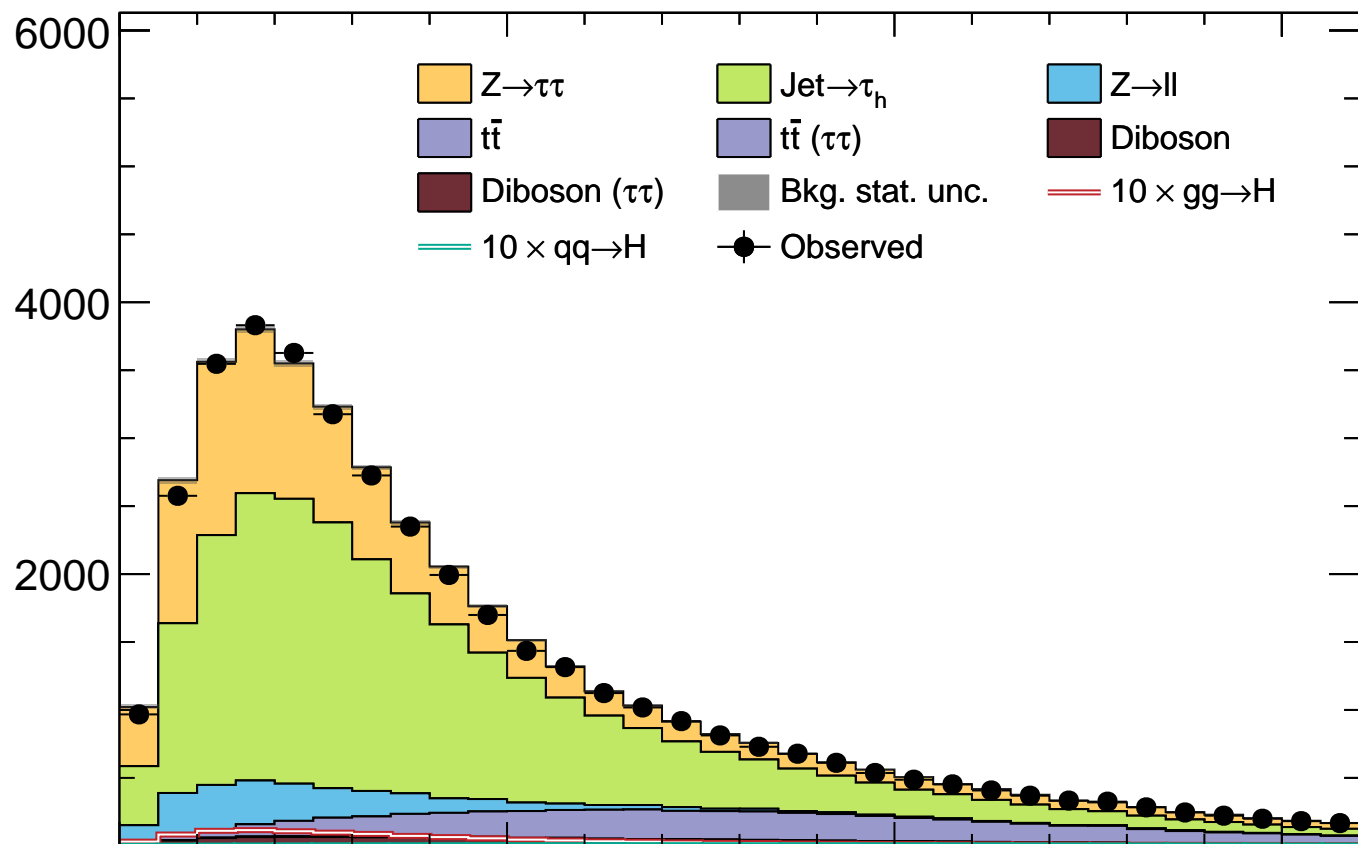 6000
Z→ττ Jet→τh Z→ll
tt̄ tt̄ (ττ) Diboson
Diboson (ττ) Bkg. stat. unc. 10 × gg→H
10 × qq→H Observed
4000
2000